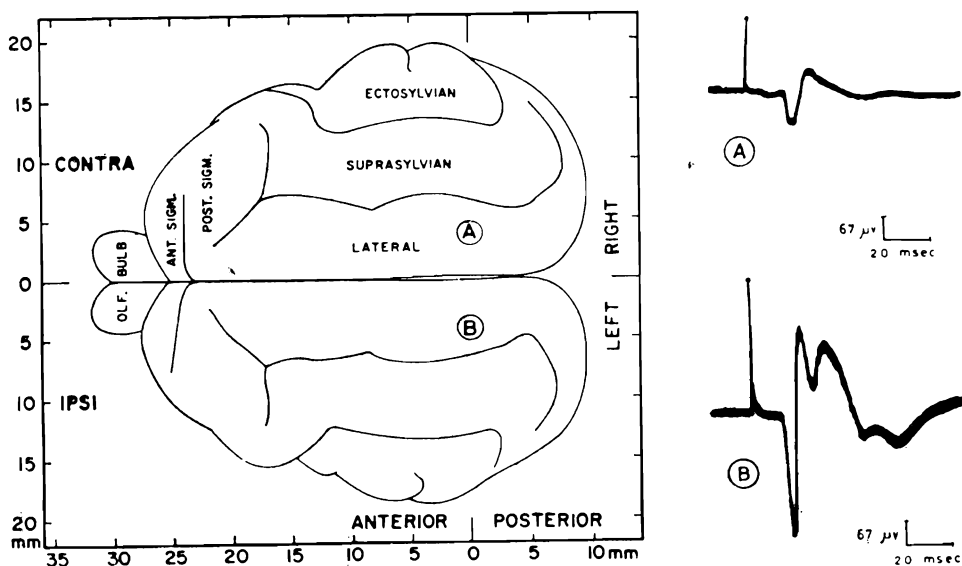 20
15
10
5
0
5
10
15
20
mm
CONTRA
IPSI
ECTOSYLVIAN
SUPRASYLVIAN
LATERAL
POST. SIGM.
ANT. SIGM.
BULB
OLF.
A
B
RIGHT
LEFT
ANTERIOR
POSTERIOR
35 30 25 20 15 10 5 0 5 10 mm
A
67 μv
20 msec
B
67 μv
20 msec